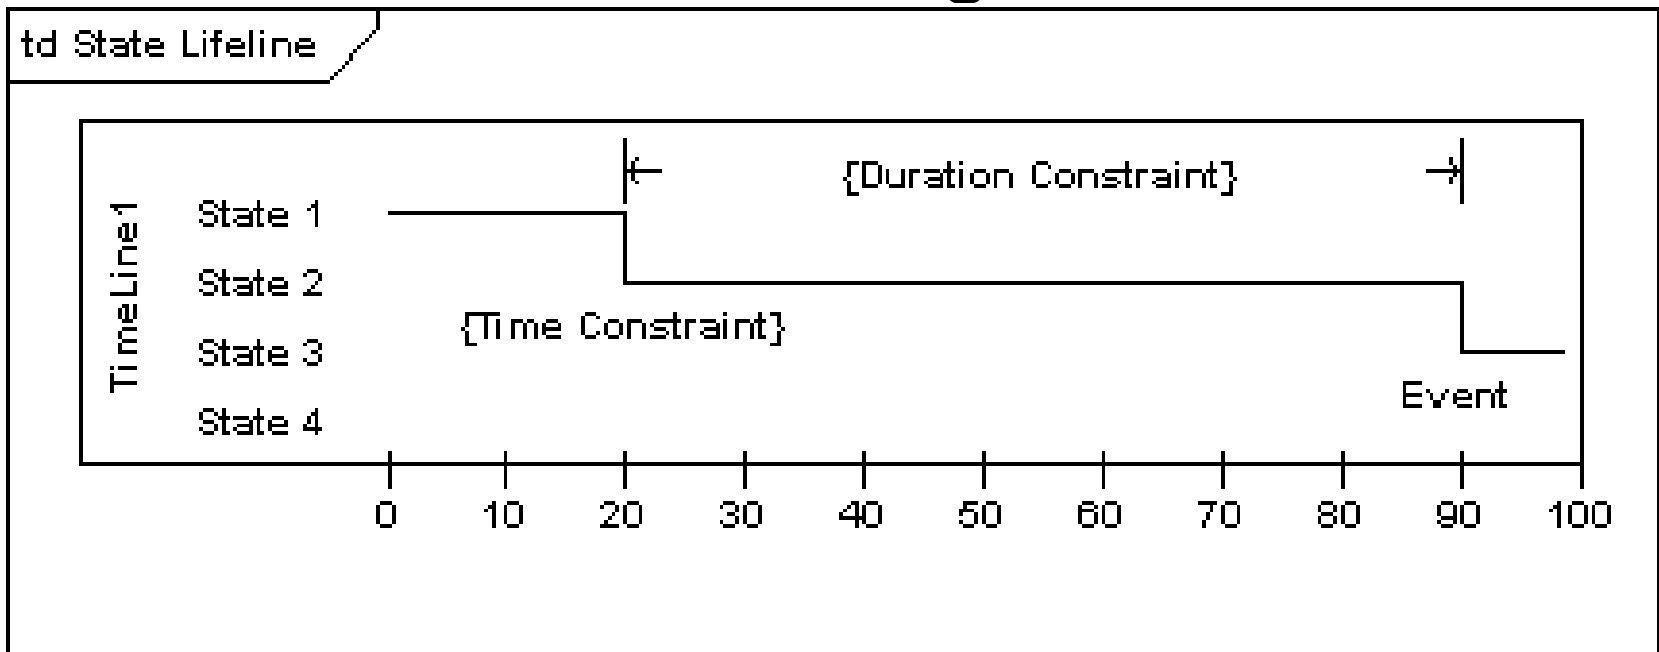 td State Lifeline
{Duration Constraint}
TimeLine1
State 1
State 2
{Time Constraint}
State 3
Event
State 4
0 10 20 30 40 50 60 70 80 90 100